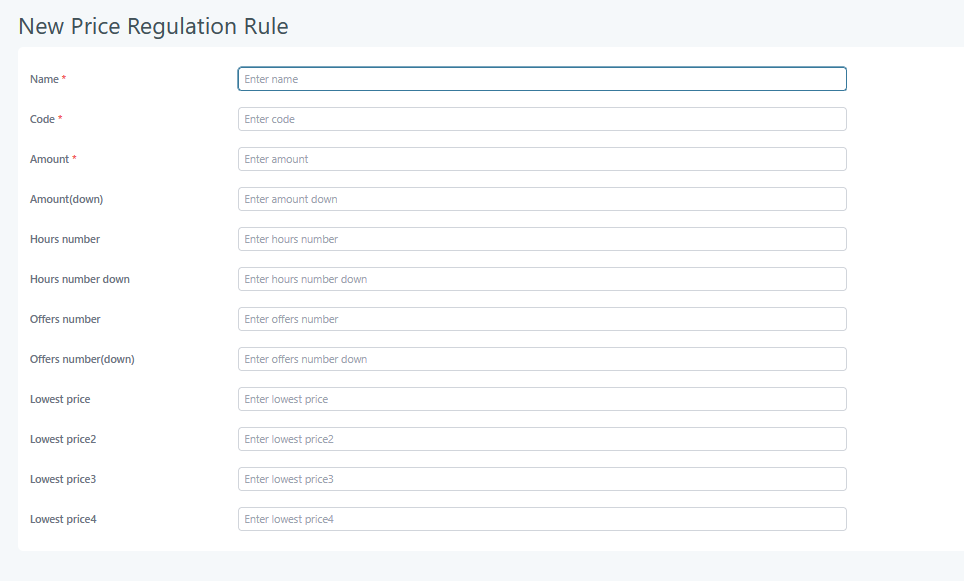 New Price Regulation Rule
Name * Enter name
Code * Enter code
Amount * Enter amount
Amount(down) Enter amount down
Hours number Enter hours number
Hours number down Enter hours number down
Offers number Enter offers number
Offers number(down) Enter offers number down
Lowest price Enter lowest price
Lowest price2 Enter lowest price2
Lowest price3 Enter lowest price3
Lowest price4 Enter lowest price4